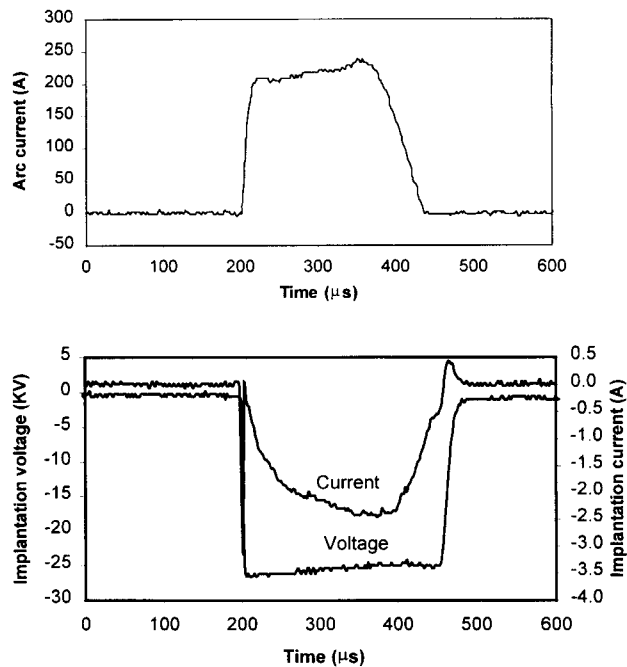 Arc current (A)
300
250
200
150
100
50
0
-50
0 100 200 300 400 500 600
Time (μs)
Implantation voltage (KV)
5
0
-5
-10
-15
-20
-25
-30
Current
Voltage
0.5
0.0
-0.5
-1.0
-1.5
-2.0
-2.5
-3.0
-3.5
-4.0
Implantation current (A)
0 100 200 300 400 500 600
Time (μs)